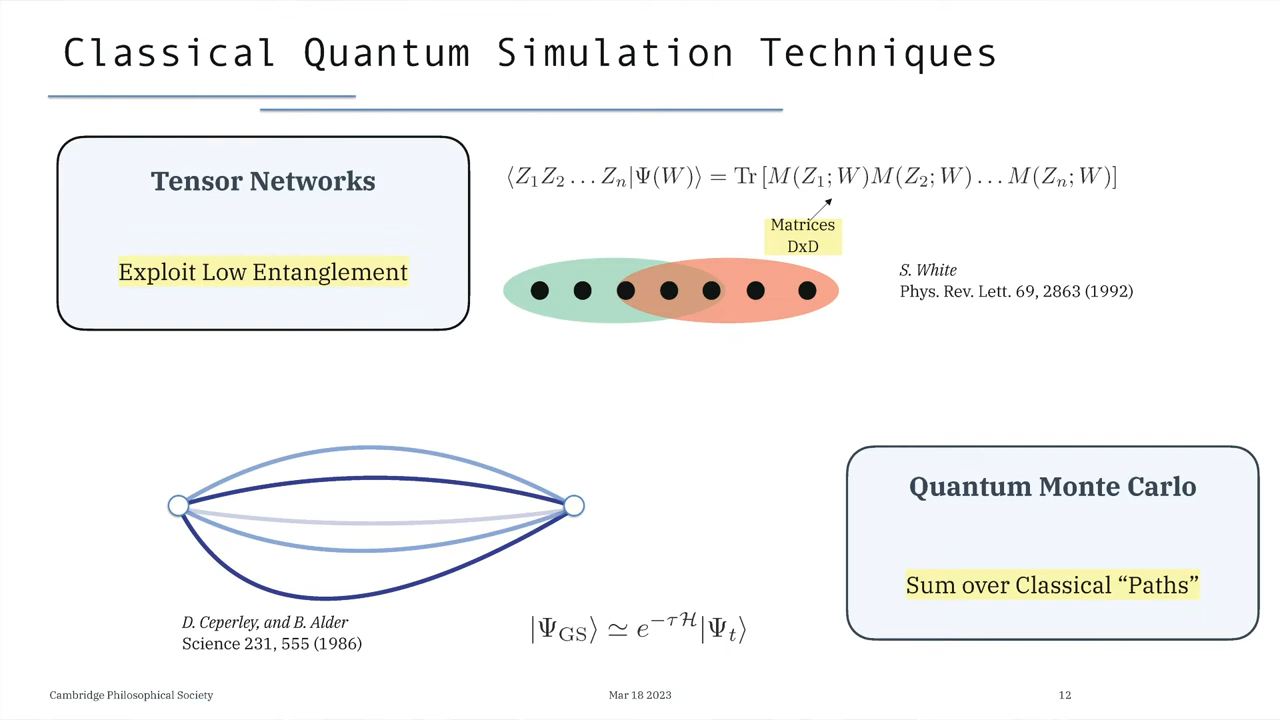 Classical Quantum Simulation Techniques
Tensor Networks
Exploit Low Entanglement
⟨Z₁Z₂ … Zₙ|Ψ(W)⟩ = Tr [M(Z₁; W)M(Z₂; W) … M(Zₙ; W)]
Matrices
DxD
S. White
Phys. Rev. Lett. 69, 2863 (1992)
Quantum Monte Carlo
Sum over Classical “Paths”
D. Ceperley, and B. Alder
Science 231, 555 (1986)
|Ψ_GS⟩ ≃ e^{−τℋ}|Ψₜ⟩
Cambridge Philosophical Society
Mar 18 2023
12